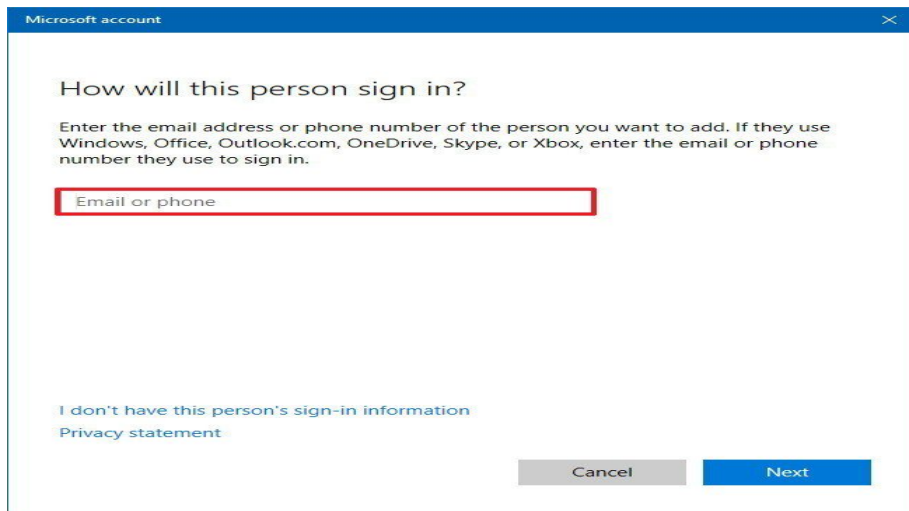 Microsoft account
How will this person sign in?
Enter the email address or phone number of the person you want to add. If they use
Windows, Office, Outlook.com, OneDrive, Skype, or Xbox, enter the email or phone
number they use to sign in.
Email or phone
I don't have this person's sign-in information
Privacy statement
Cancel Next